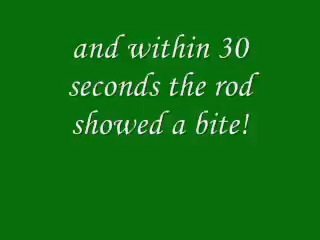 and within 30
seconds the rod
showed a bite!